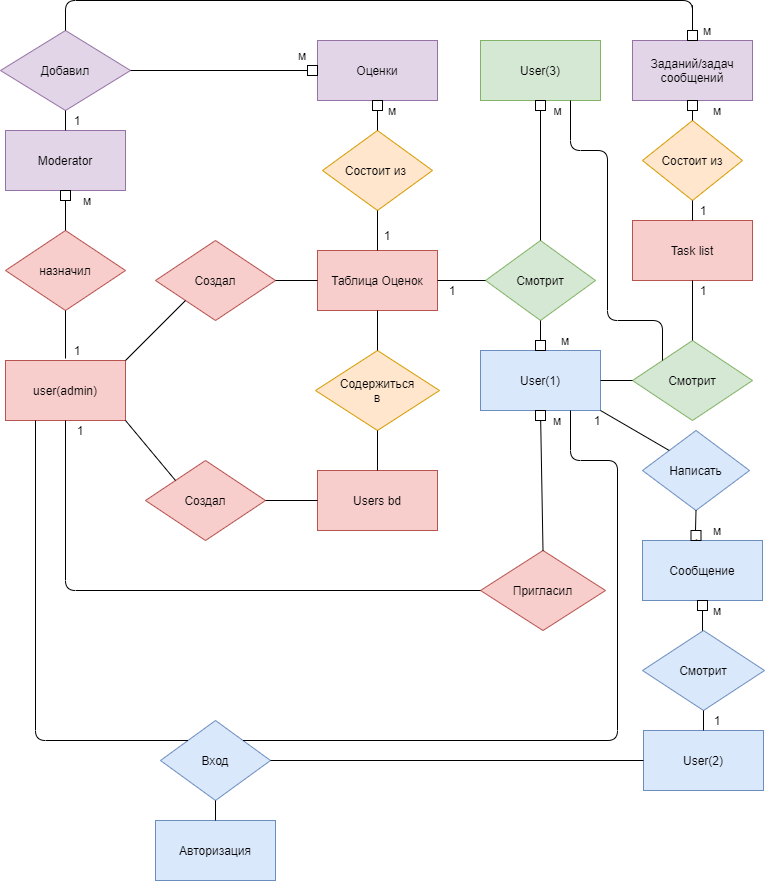 м
м
Добавил
Оценки
User(3)
Заданий/задач
сообщений
м
м
м
1
Moderator
Состоит из
Состоит из
м
1
1
назначил
Создал
Таблица Оценок
Смотрит
Task list
1
1
м
1
user(admin)
Содержиться
в
User(1)
Смотрит
1
м
1
Создал
Users bd
Написать
м
Сообщение
Пригласил
м
Смотрит
1
Вход
User(2)
Авторизация